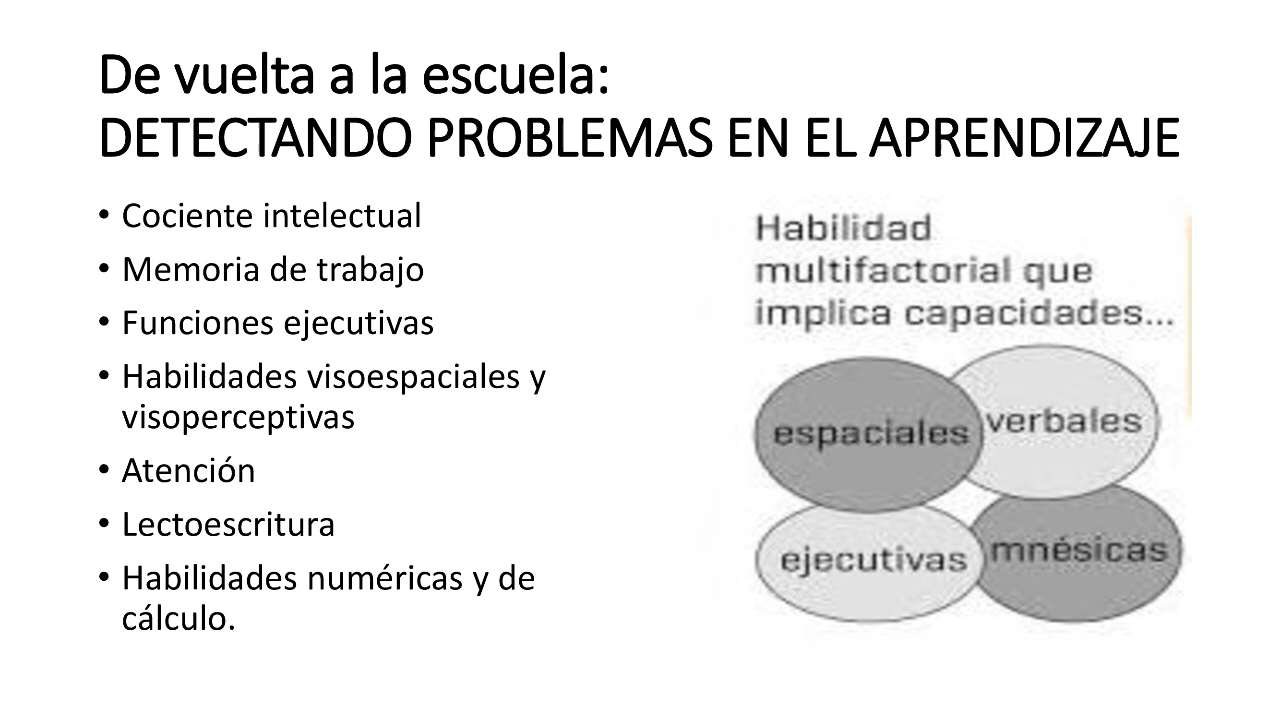 De vuelta a la escuela:
DETECTANDO PROBLEMAS EN EL APRENDIZAJE
• Cociente intelectual
• Memoria de trabajo
• Funciones ejecutivas
• Habilidades visoespaciales y
visoperceptivas
• Atención
• Lectoescritura
• Habilidades numéricas y de
cálculo.
Habilidad
multifactorial que
implica capacidades...
espaciales
verbales
ejecutivas
mnésicas